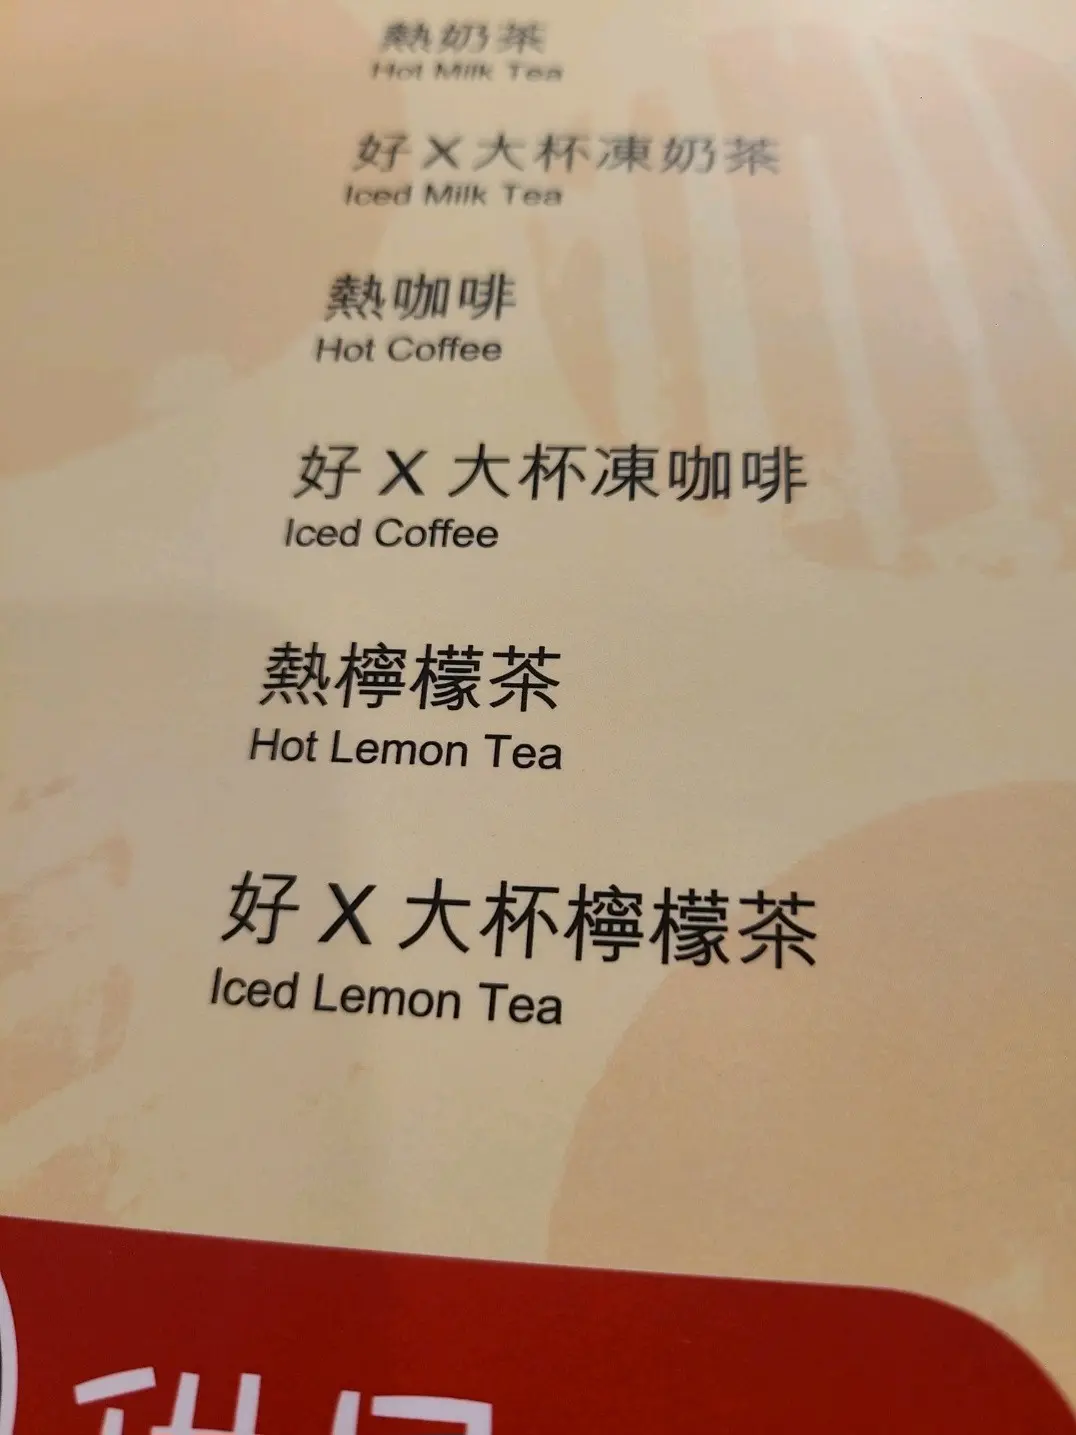 熱奶茶
Hot Milk Tea
好 X 大杯凍奶茶
Iced Milk Tea
熱咖啡
Hot Coffee
好 X 大杯凍咖啡
Iced Coffee
熱檸檬茶
Hot Lemon Tea
好 X 大杯檸檬茶
Iced Lemon Tea